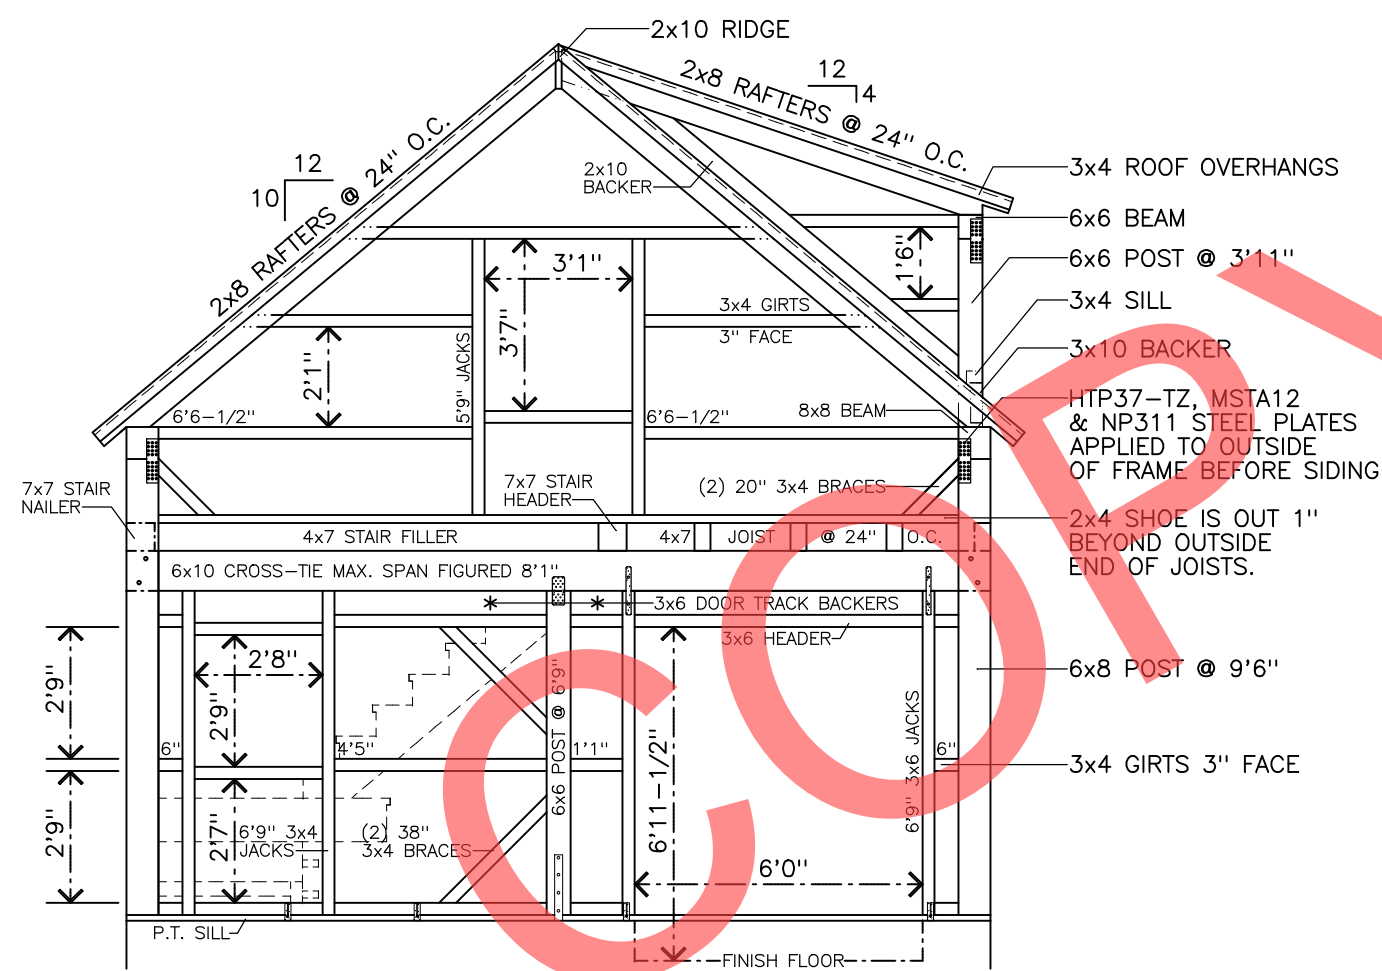 2x10 RIDGE
12
4
2x8 RAFTERS @ 24" O.C.
12
10
2x8 RAFTERS @ 24" O.C.
2x10
BACKER
3x4 ROOF OVERHANGS
6x6 BEAM
6x6 POST @ 3'11"
3x4 SILL
3x10 BACKER
HTP37-TZ, MSTA12
& NP311 STEEL PLATES
APPLIED TO OUTSIDE
OF FRAME BEFORE SIDING
2x4 SHOE IS OUT 1"
BEYOND OUTSIDE
END OF JOISTS.
6x8 POST @ 9'6"
3x4 GIRTS 3" FACE
1'6"
3'1"
3'7"
3x4 GIRTS
3" FACE
2'1"
5'9" JACKS
6'6-1/2"
6'6-1/2"
8x8 BEAM
7x7 STAIR
NAILER
7x7 STAIR
HEADER
(2) 20" 3x4 BRACES
4x7 STAIR FILLER
4x7
JOIST
@ 24"
O.C.
6x10 CROSS-TIE MAX. SPAN FIGURED 8'1"
3x6 DOOR TRACK BACKERS
3x6 HEADER
2'9"
2'9"
2'8"
2'9"
2'7"
6"
4'5"
1'1"
6"
6x6 POST @ 6'9"
6'11-1/2"
6'9" 3x6 JACKS
6'9" 3x4
JACKS
(2) 38"
3x4 BRACES
6'0"
P.T. SILL
FINISH FLOOR
COPY